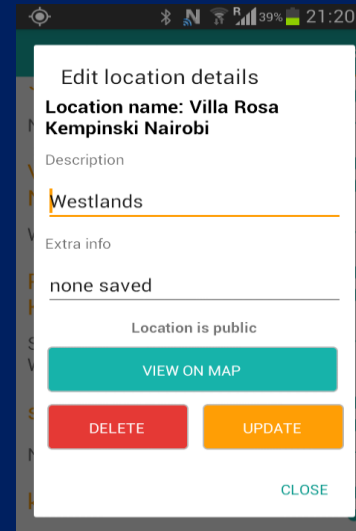 R 39% 21:20
Edit location details
Location name: Villa Rosa
Kempinski Nairobi
Description
Westlands
Extra info
none saved
Location is public
VIEW ON MAP
DELETE
UPDATE
CLOSE